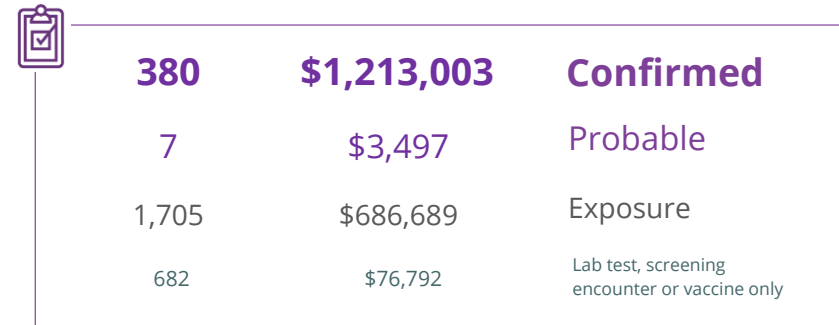 380 $1,213,003 Confirmed
7 $3,497 Probable
1,705 $686,689 Exposure
682 $76,792 Lab test, screening
encounter or vaccine only